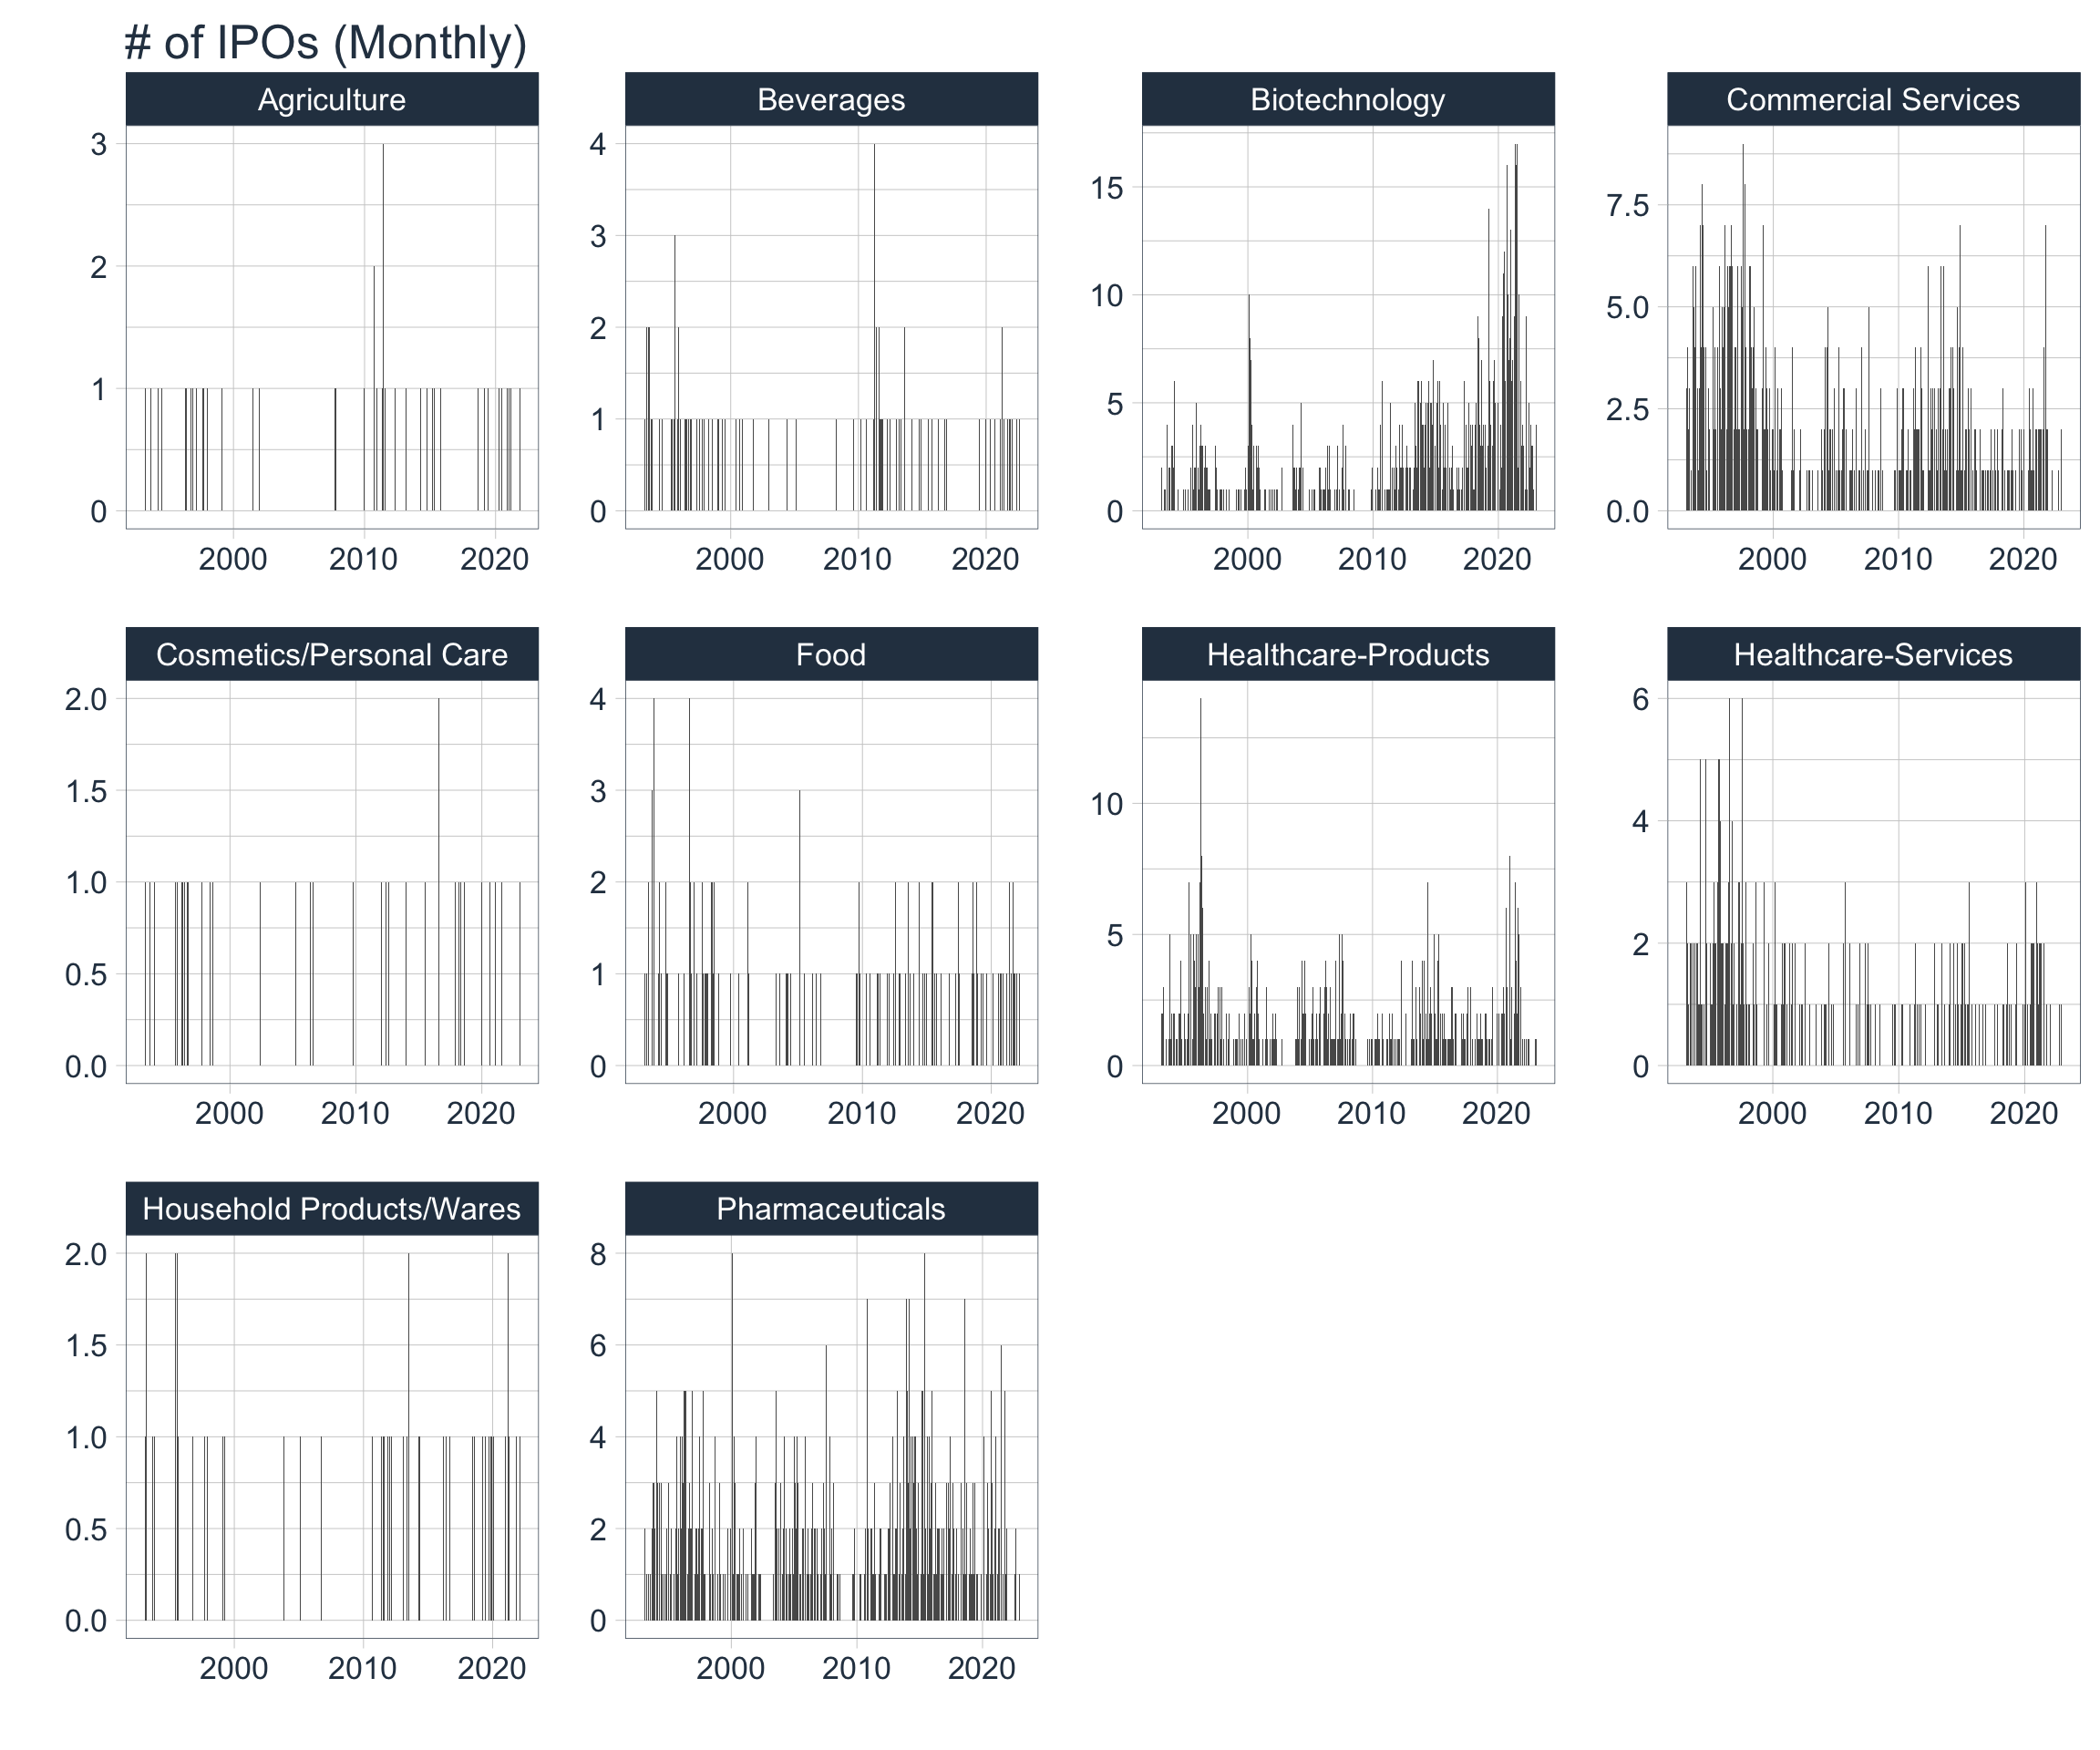 # of IPOs (Monthly)
Agriculture
3
2
1
0
2000 2010 2020
Beverages
4
3
2
1
0
2000 2010 2020
Biotechnology
15
10
5
0
2000 2010 2020
Commercial Services
7.5
5.0
2.5
0.0
2000 2010 2020
Cosmetics/Personal Care
2.0
1.5
1.0
0.5
0.0
2000 2010 2020
Food
4
3
2
1
0
2000 2010 2020
Healthcare-Products
10
5
0
2000 2010 2020
Healthcare-Services
6
4
2
0
2000 2010 2020
Household Products/Wares
2.0
1.5
1.0
0.5
0.0
2000 2010 2020
Pharmaceuticals
8
6
4
2
0
2000 2010 2020